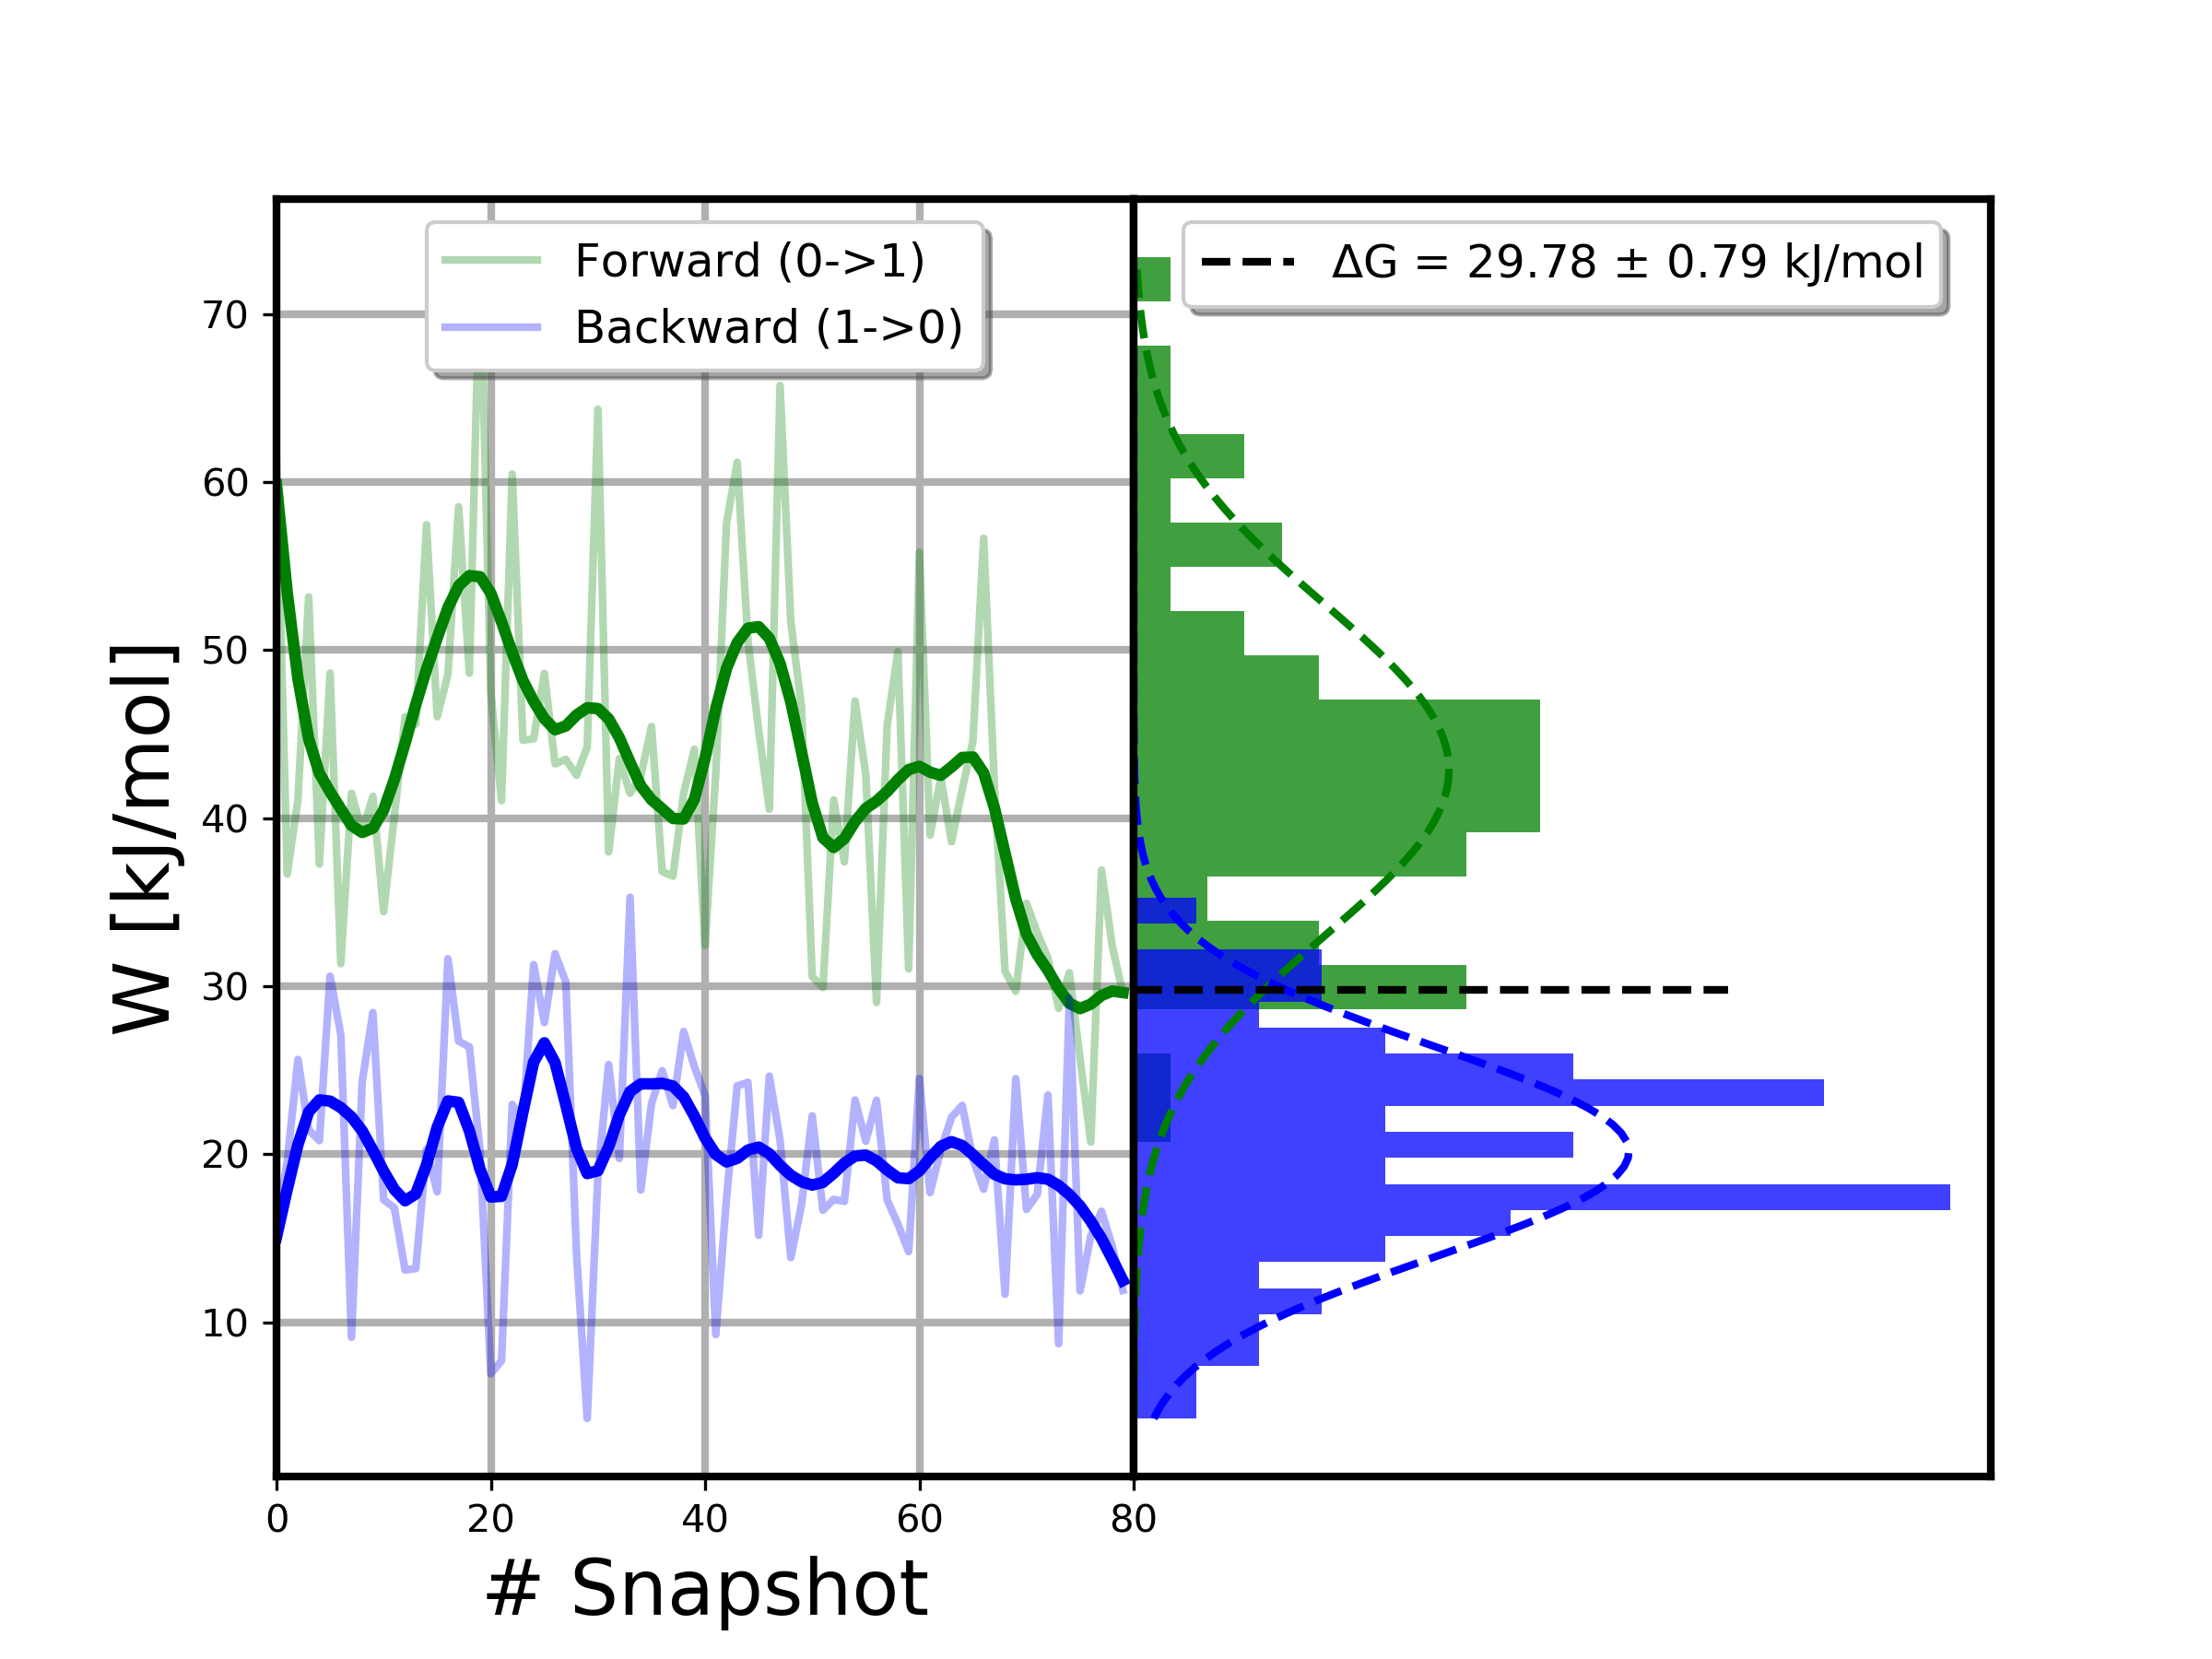 Forward (0->1)
Backward (1->0)
ΔG = 29.78 ± 0.79 kJ/mol
70
60
50
40
30
20
10
W [kJ/mol]
0 20 40 60 80
# Snapshot